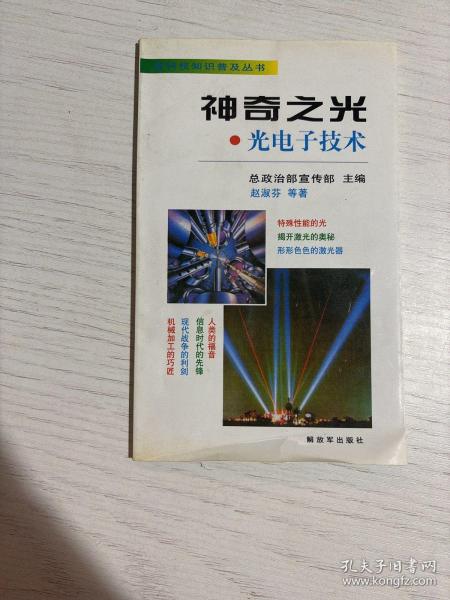 高科技知识普及丛书
神奇之光
•光电子技术
总政治部宣传部 主编
赵淑芬 等著
特殊性能的光
揭开激光的奥秘
形形色色的激光器
人类的福音
信息时代的先锋
现代战争的利剑
机械加工的巧匠
解放军出版社
孔夫子旧书网
www.kongfz.com